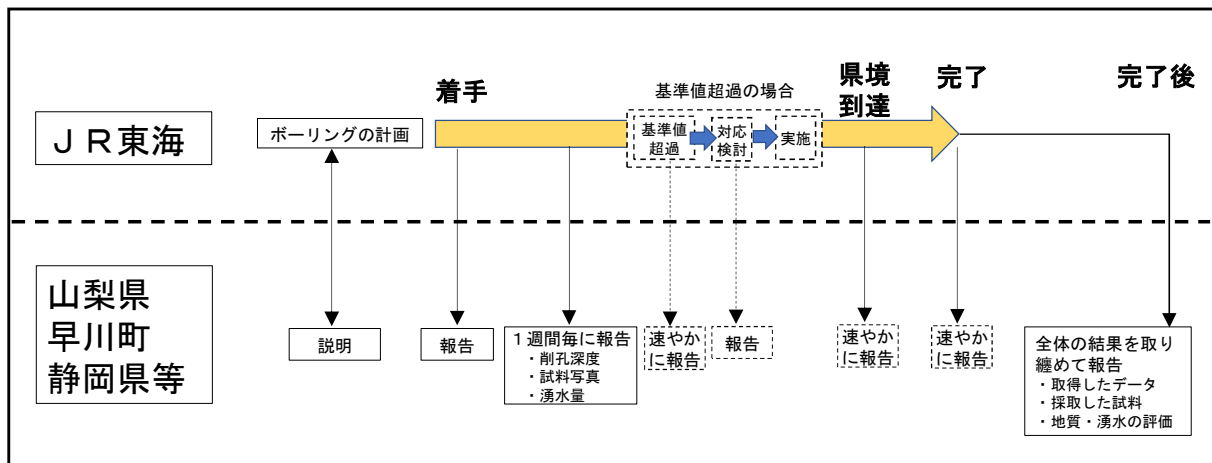 着手
基準値超過の場合
県境
到達
完了
完了後
ＪＲ東海
ボーリングの計画
基準値
超過
対応
検討
実施
山梨県
早川町
静岡県等
説明
報告
１週間毎に報告
・削孔深度
・試料写真
・湧水量
速やか
に報告
報告
速やか
に報告
速やか
に報告
全体の結果を取り
纏めて報告
・取得したデータ
・採取した試料
・地質・湧水の評価